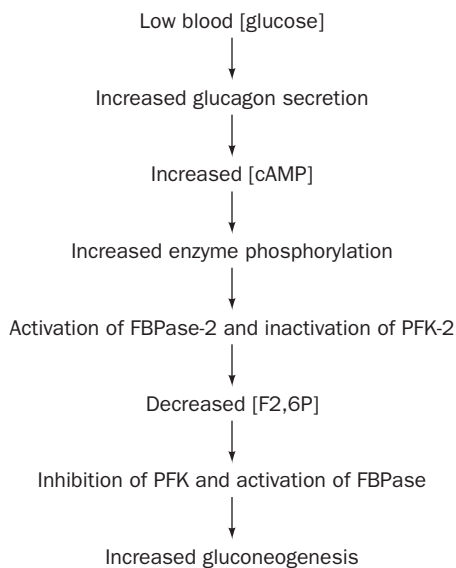 Low blood [glucose]
Increased glucagon secretion
Increased [cAMP]
Increased enzyme phosphorylation
Activation of FBPase-2 and inactivation of PFK-2
Decreased [F2,6P]
Inhibition of PFK and activation of FBPase
Increased gluconeogenesis